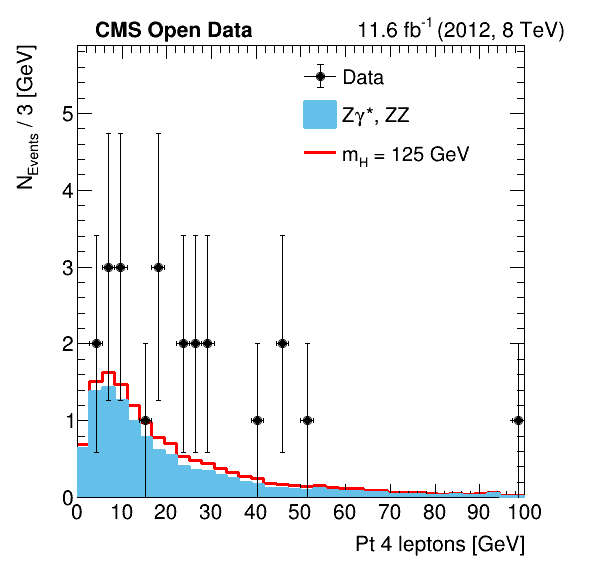 CMS Open Data 11.6 fb⁻¹ (2012, 8 TeV)
N_Events / 3 [GeV]
Data
Zγ*, ZZ
m_H = 125 GeV
5
4
3
2
1
0
0 10 20 30 40 50 60 70 80 90 100
Pt 4 leptons [GeV]